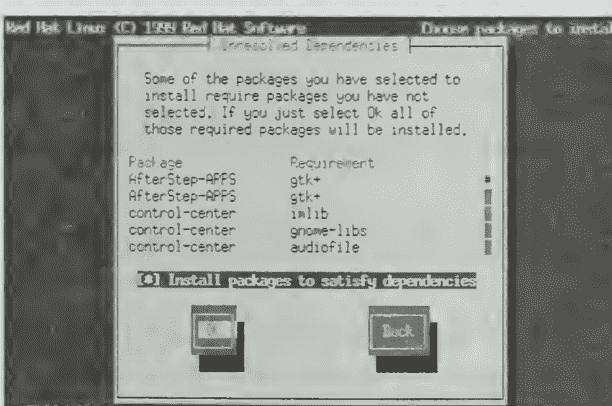 Red Hat Linux (C) 1999 Red Hat Software
Choose packages to instal
Unresolved Dependencies
Some of the packages you have selected to
install require packages you have not
selected. If you just select Ok all of
those required packages will be installed.
Package Requirement
AfterStep-APPS gtk+
AfterStep-APPS gtk+
control-center imlib
control-center gnome-libs
control-center audiofile
[*] Install packages to satisfy dependencies
Back